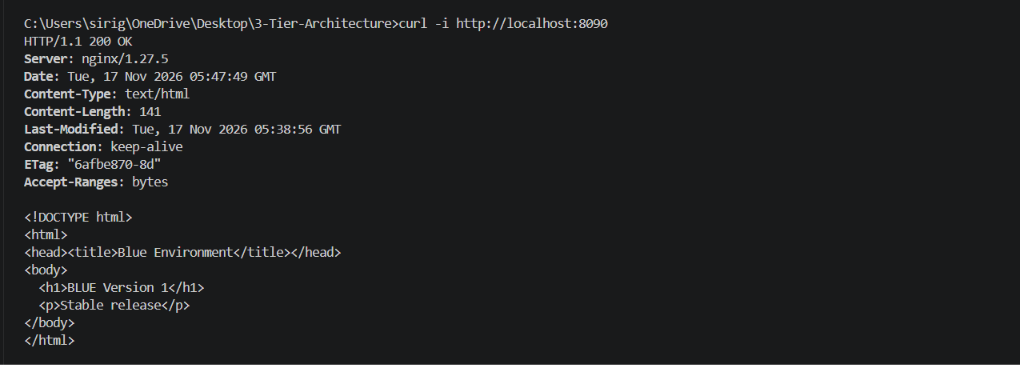 C:\Users\sirig\OneDrive\Desktop\3-Tier-Architecture>curl -i http://localhost:8090
HTTP/1.1 200 OK
Server: nginx/1.27.5
Date: Tue, 17 Nov 2026 05:47:49 GMT
Content-Type: text/html
Content-Length: 141
Last-Modified: Tue, 17 Nov 2026 05:38:56 GMT
Connection: keep-alive
ETag: "6afbe870-8d"
Accept-Ranges: bytes

<!DOCTYPE html>
<html>
<head><title>Blue Environment</title></head>
<body>
  <h1>BLUE Version 1</h1>
  <p>Stable release</p>
</body>
</html>